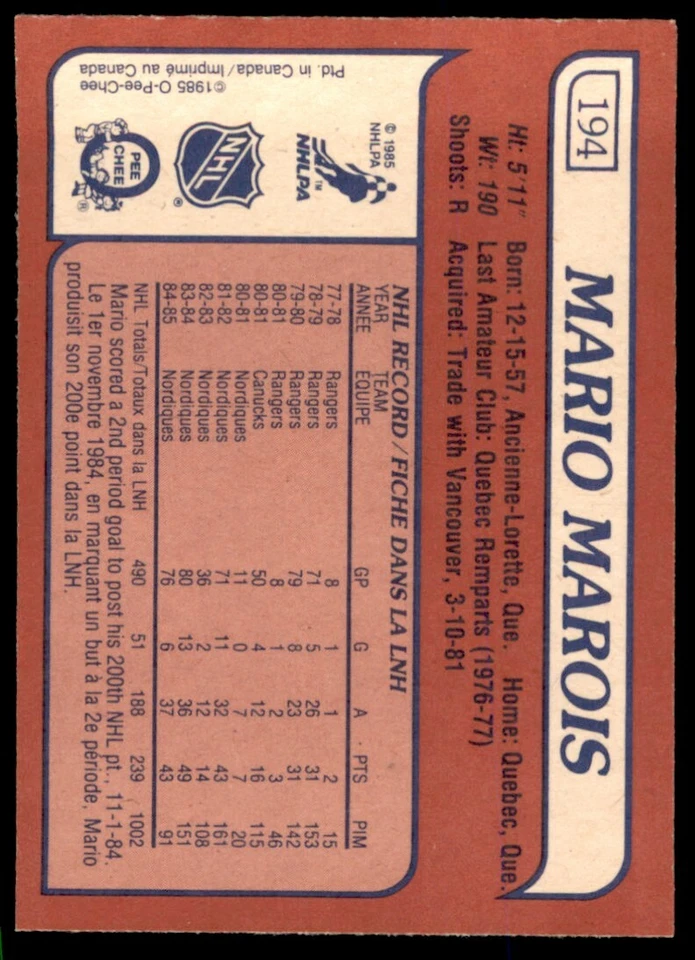 194
MARIO MAROIS
Ht: 5'11" Born: 12-15-57, Ancienne-Lorette, Que. Home: Quebec, Que.
Wt: 190 Last Amateur Club: Quebec Remparts (1976-77)
Shoots: R Acquired: Trade with Vancouver, 3-10-81
© 1985
NHLPA
NHLPA™
NHL ®
O PEE CHEE ®
©1985 O-Pee-Chee
Ptd. in Canada/Imprimé au Canada
NHL RECORD/FICHE DANS LA LNH
YEAR TEAM
ANNÉE ÉQUIPE GP G A PTS PIM
77-78 Rangers 8 1 1 2 15
78-79 Rangers 71 5 26 31 153
79-80 Rangers 79 8 23 31 142
80-81 Rangers 8 1 2 3 46
80-81 Canucks 50 4 12 16 115
80-81 Nordiques 11 0 7 7 20
81-82 Nordiques 71 11 32 43 161
82-83 Nordiques 36 2 12 14 108
83-84 Nordiques 80 13 36 49 151
84-85 Nordiques 76 6 37 43 91
NHL Totals/Totaux dans la LNH 490 51 188 239 1002
Mario scored a 2nd period goal to post his 200th NHL pt., 11-1-84.
Le 1er novembre 1984, en marquant un but à la 2e période, Mario
produisit son 200e point dans la LNH.